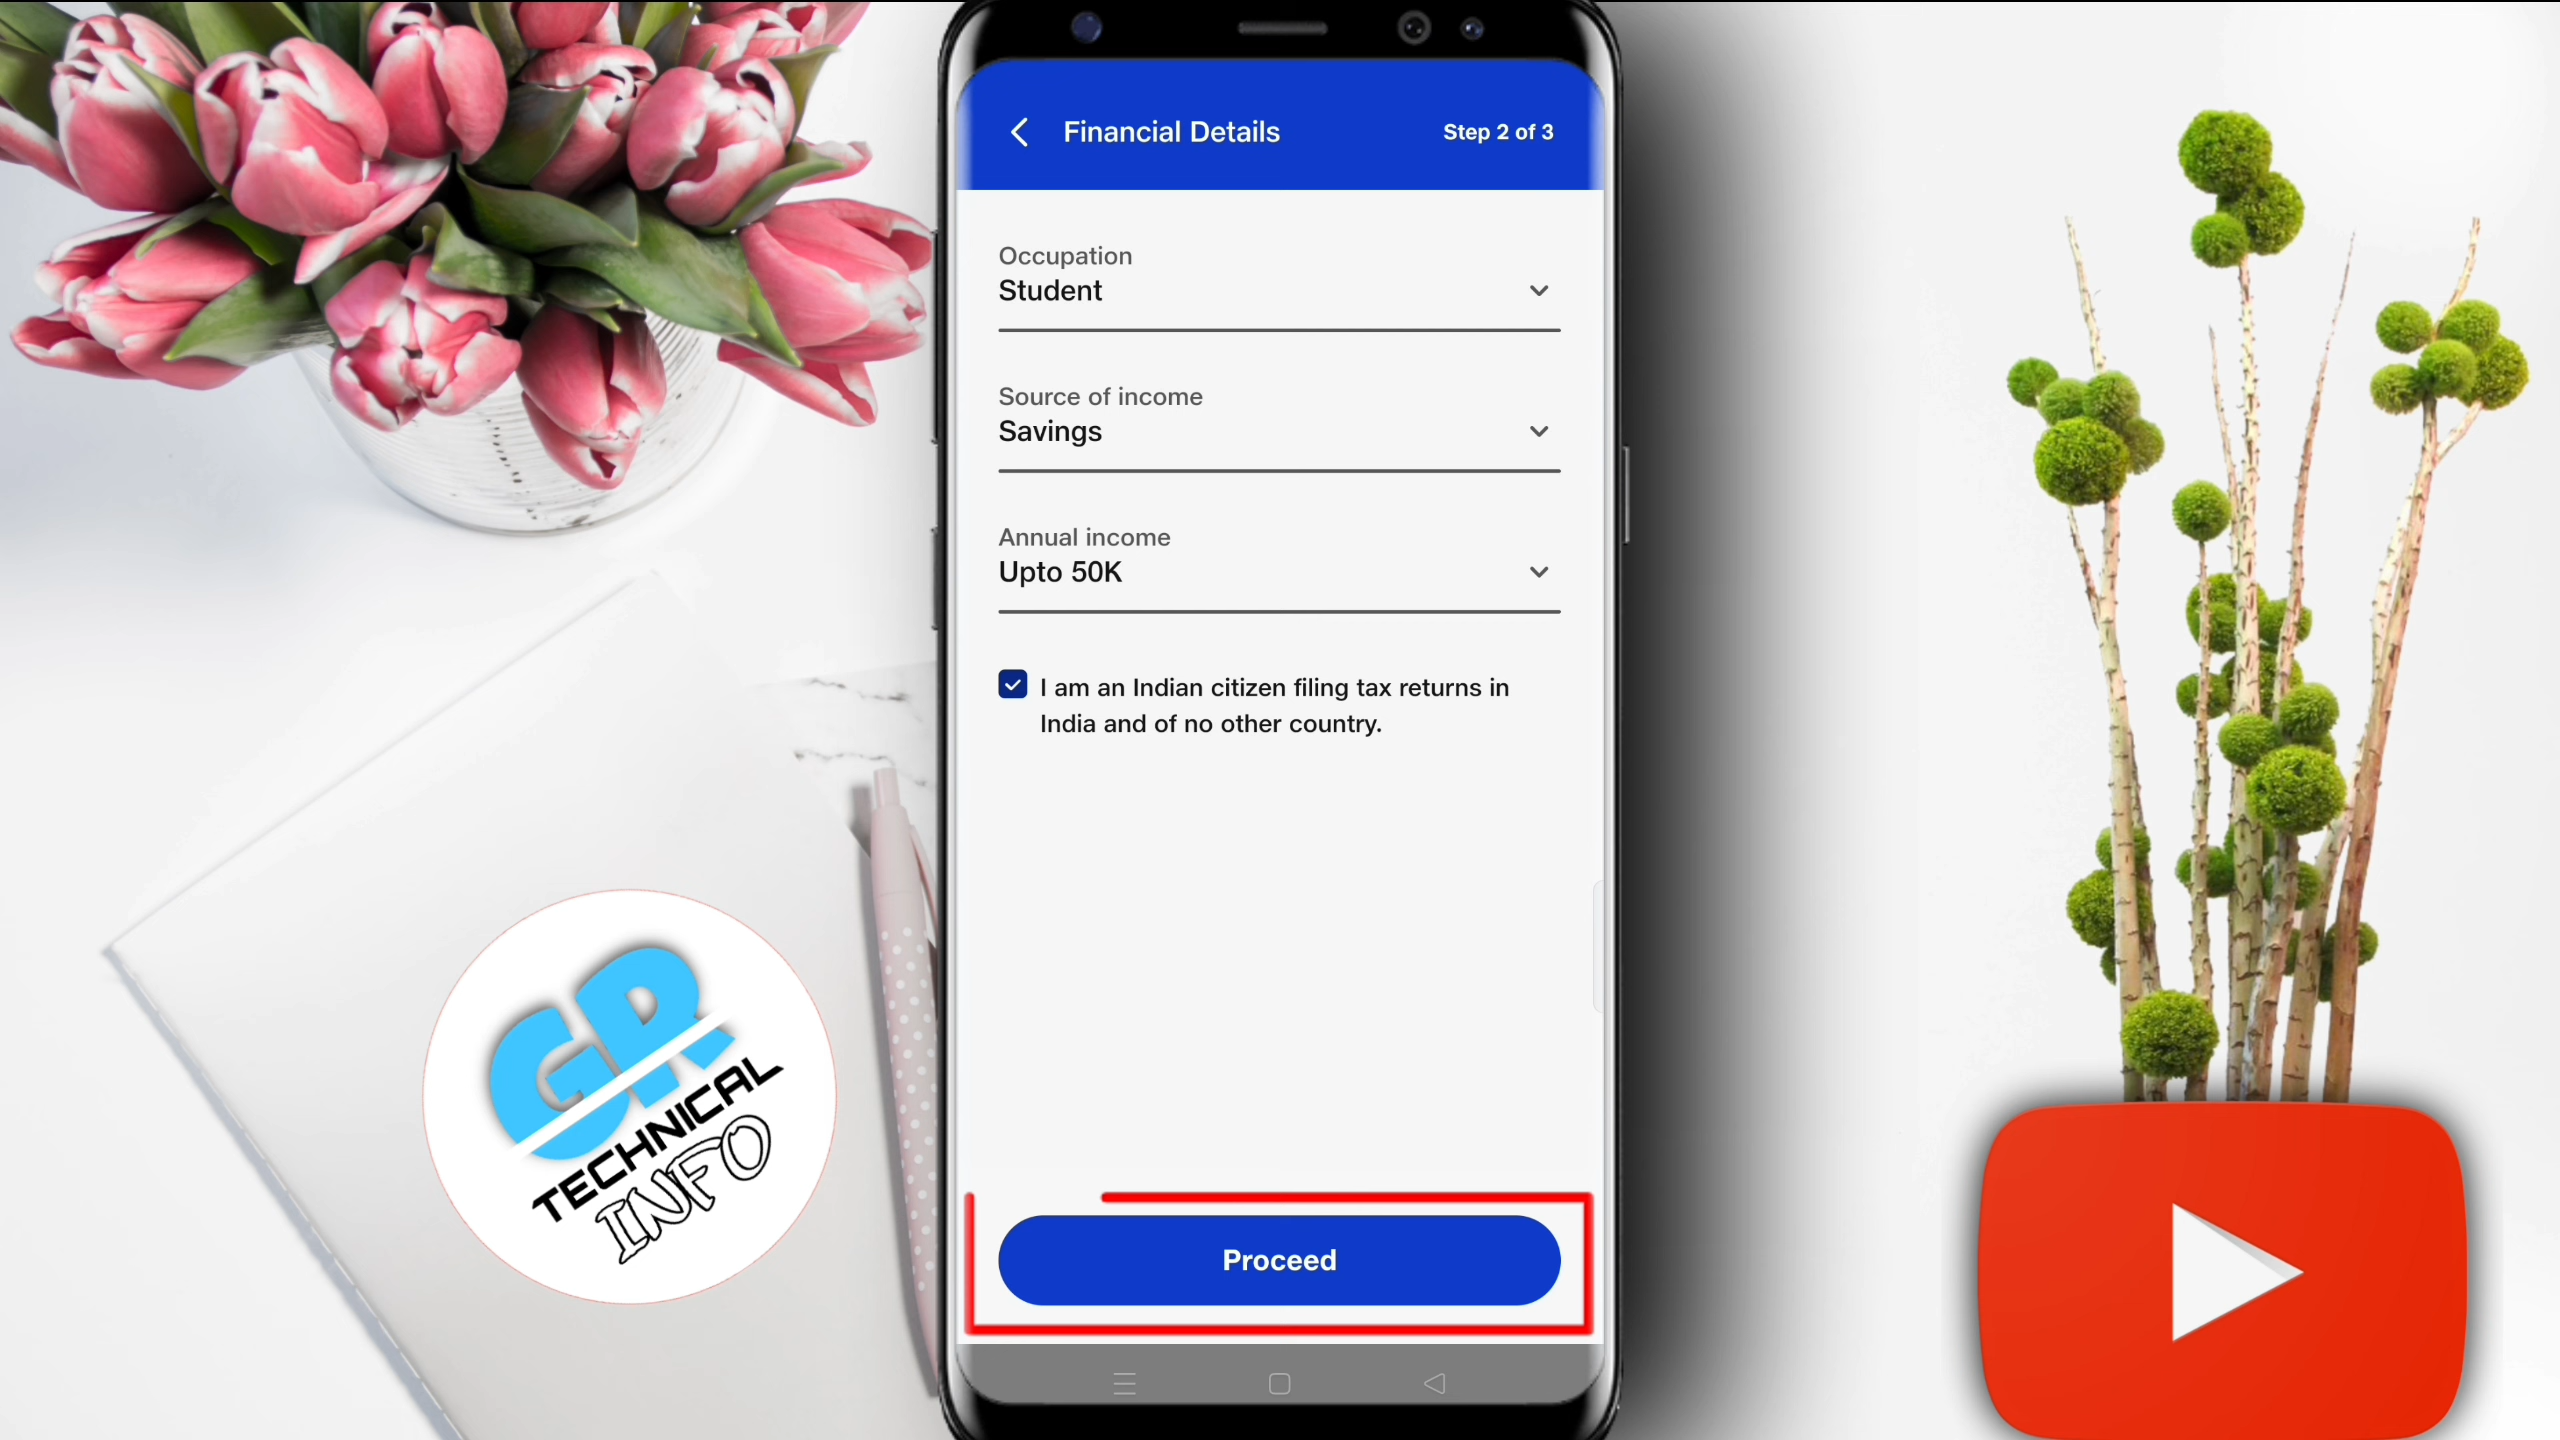 Financial Details
Step 2 of 3
Occupation
Student
Source of income
Savings
Annual income
Upto 50K
I am an Indian citizen filing tax returns in
India and of no other country.
Proceed
GR
TECHNICAL
INFO